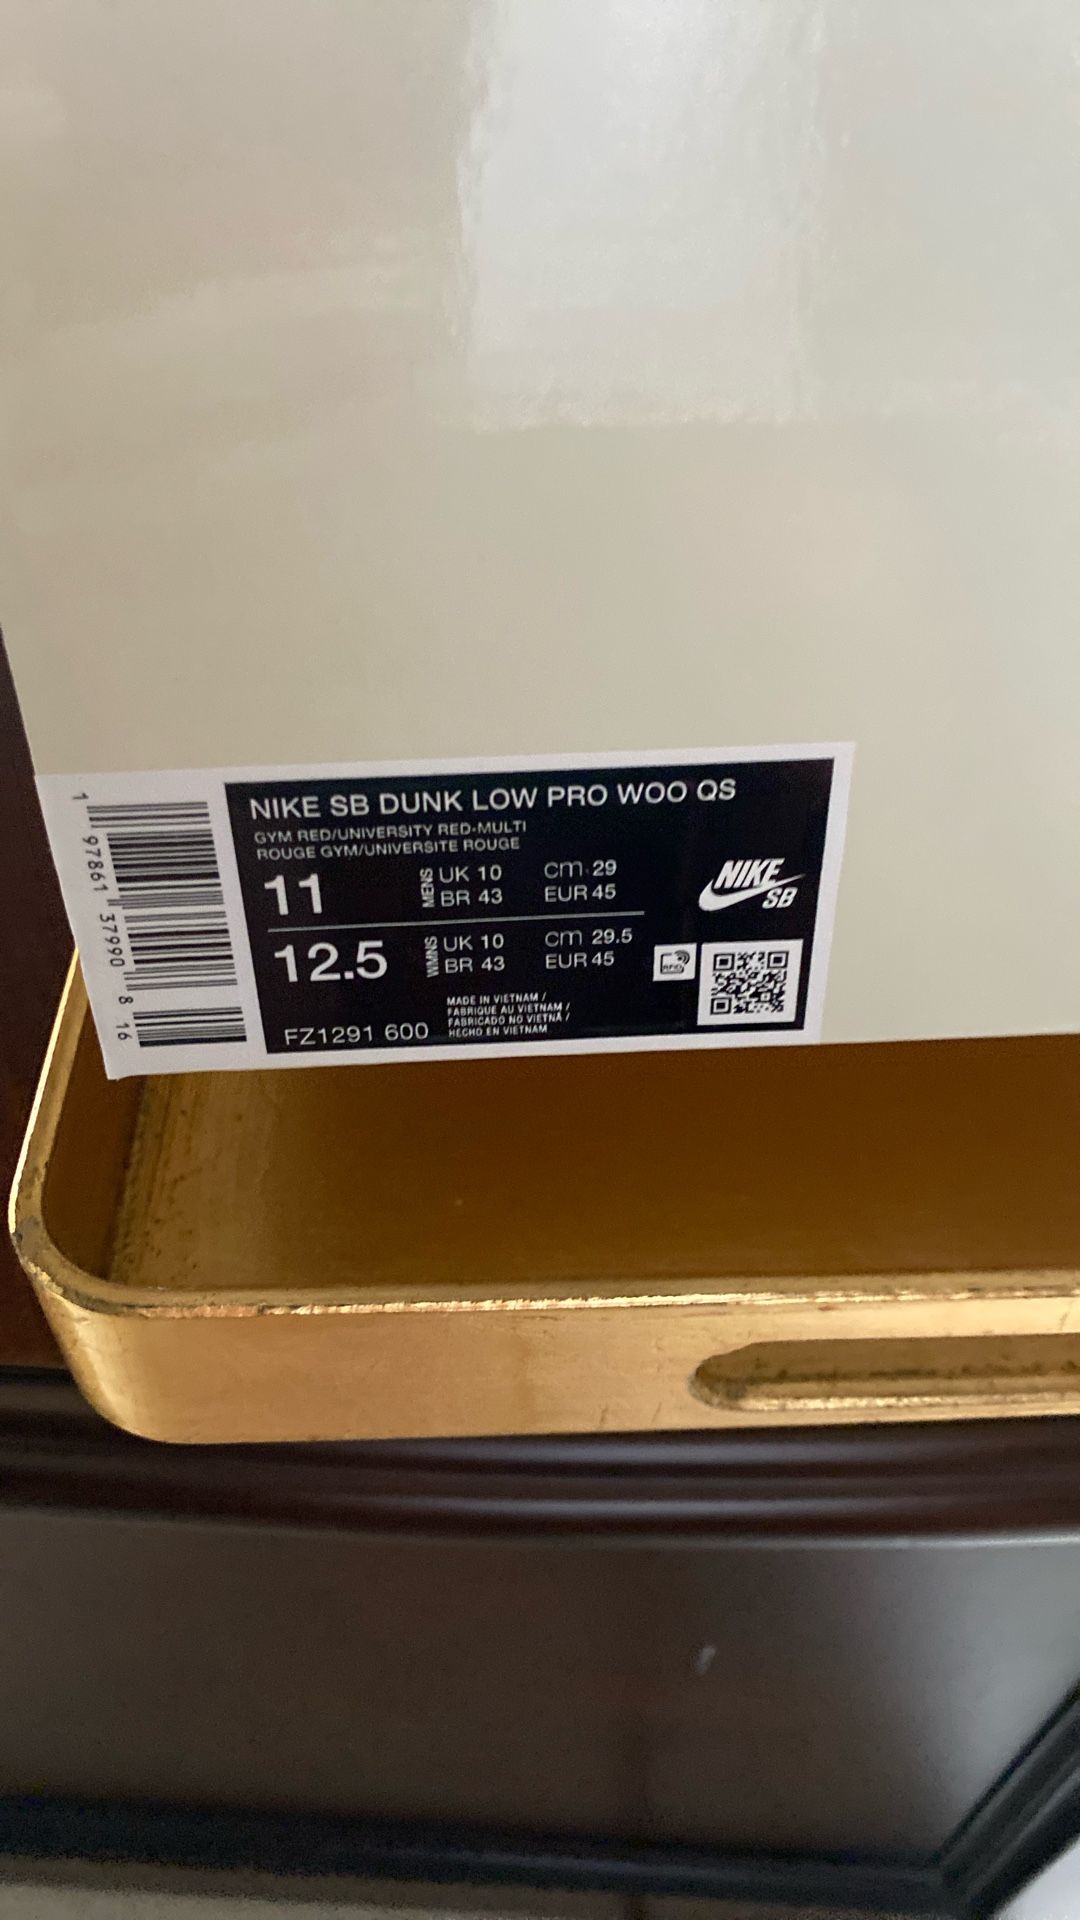 NIKE SB DUNK LOW PRO WOO QS
GYM RED/UNIVERSITY RED-MULTI
ROUGE GYM/UNIVERSITE ROUGE
11
MENS
UK 10
BR 43
cm 29
EUR 45
12.5
WMNS
UK 10
BR 43
cm 29.5
EUR 45
NIKE
SB
RFID
FZ1291 600
MADE IN VIETNAM /
FABRIQUE AU VIETNAM /
FABRICADO NO VIETNÃ /
HECHO EN VIETNAM
1 97861 37990 8 16